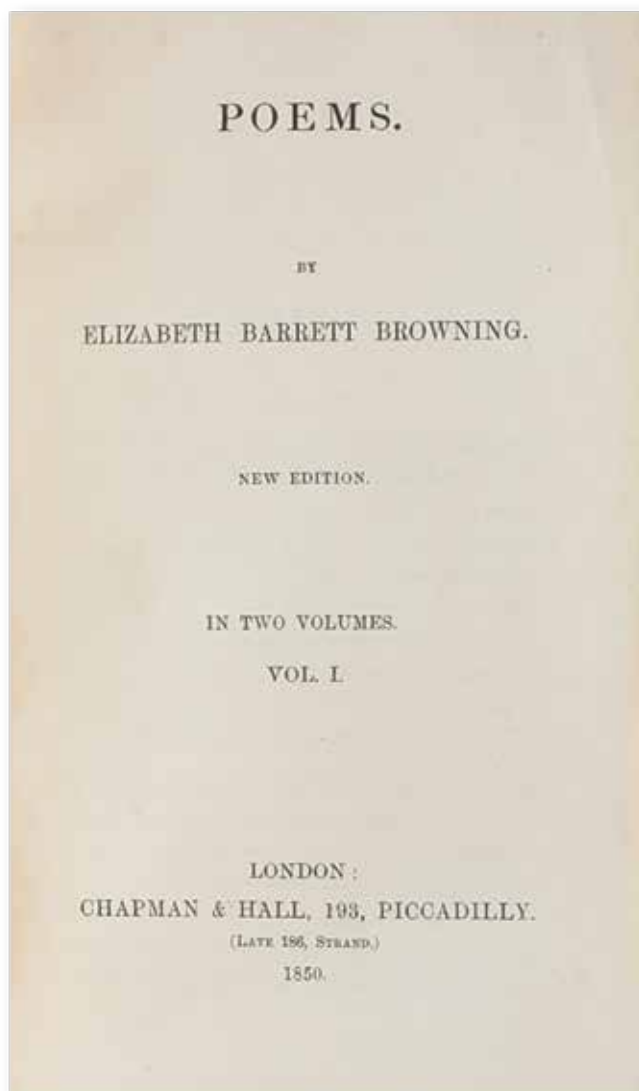 POEMS.
BY
ELIZABETH BARRETT BROWNING.
NEW EDITION.
IN TWO VOLUMES.
VOL. I.
LONDON:
CHAPMAN & HALL, 193, PICCADILLY.
(LATE 186, STRAND.)
1850.